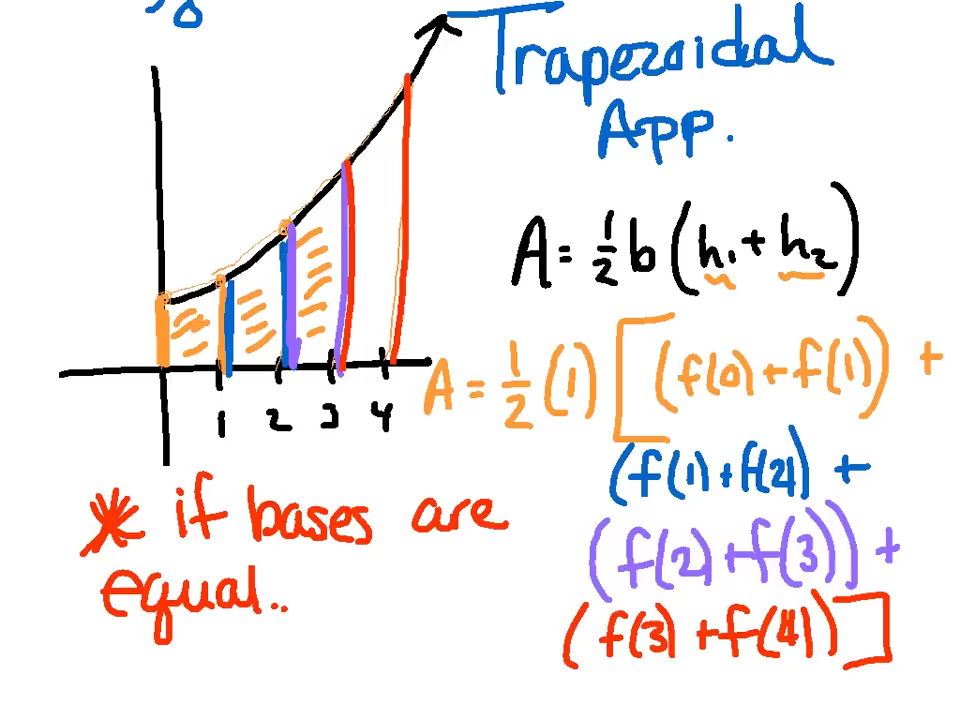 Trapezoidal
App.
A = 1/2 b (h₁ + h₂)
A = 1/2 (1) [ (f(0) + f(1)) +
(f(1) + f(2)) +
(f(2) + f(3)) +
(f(3) + f(4)) ]
1 2 3 4
* if bases are
equal..